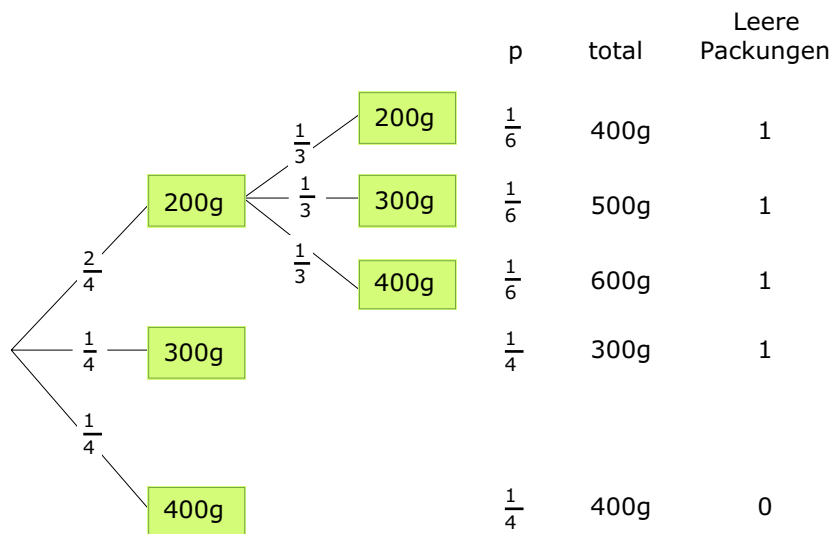 Leere
p total Packungen
200g 1/6 400g 1
1/3
1/3
200g 300g 1/6 500g 1
1/3
2/4
400g 1/6 600g 1
1/4 300g 1/4 300g 1
1/4
400g 1/4 400g 0